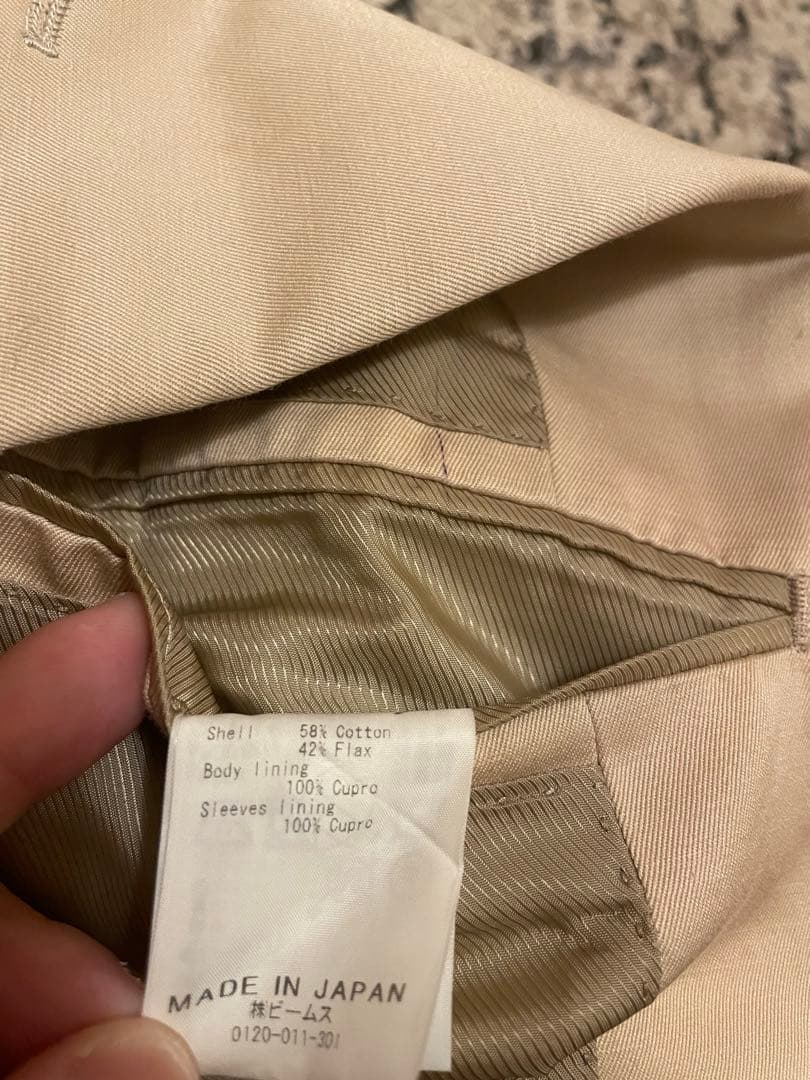 Shell 58% Cotton
42% Flax
Body lining
100% Cupro
Sleeves lining
100% Cupro
MADE IN JAPAN
㈱ビームス
0120-011-301